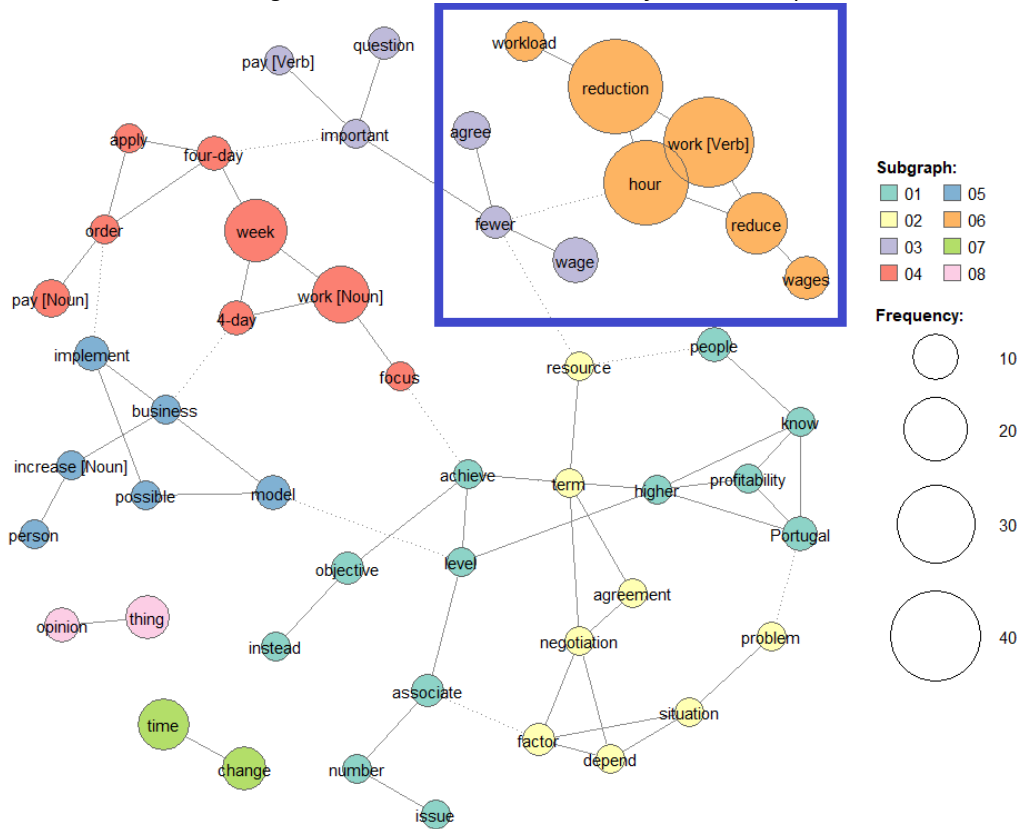 question
workload
pay [Verb]
reduction
important
agree
apply
work [Verb]
four-day
hour
fewer
reduce
order
week
wage
wages
pay [Noun]
work [Noun]
4-day
implement
people
resource
focus
business
know
increase [Noun]
achieve
term
higher
profitability
possible
model
person
Portugal
objective
level
agreement
opinion
thing
instead
negotiation
problem
associate
situation
time
factor
depend
change
number
issue
Subgraph:
01 05
02 06
03 07
04 08
Frequency:
10
20
30
40